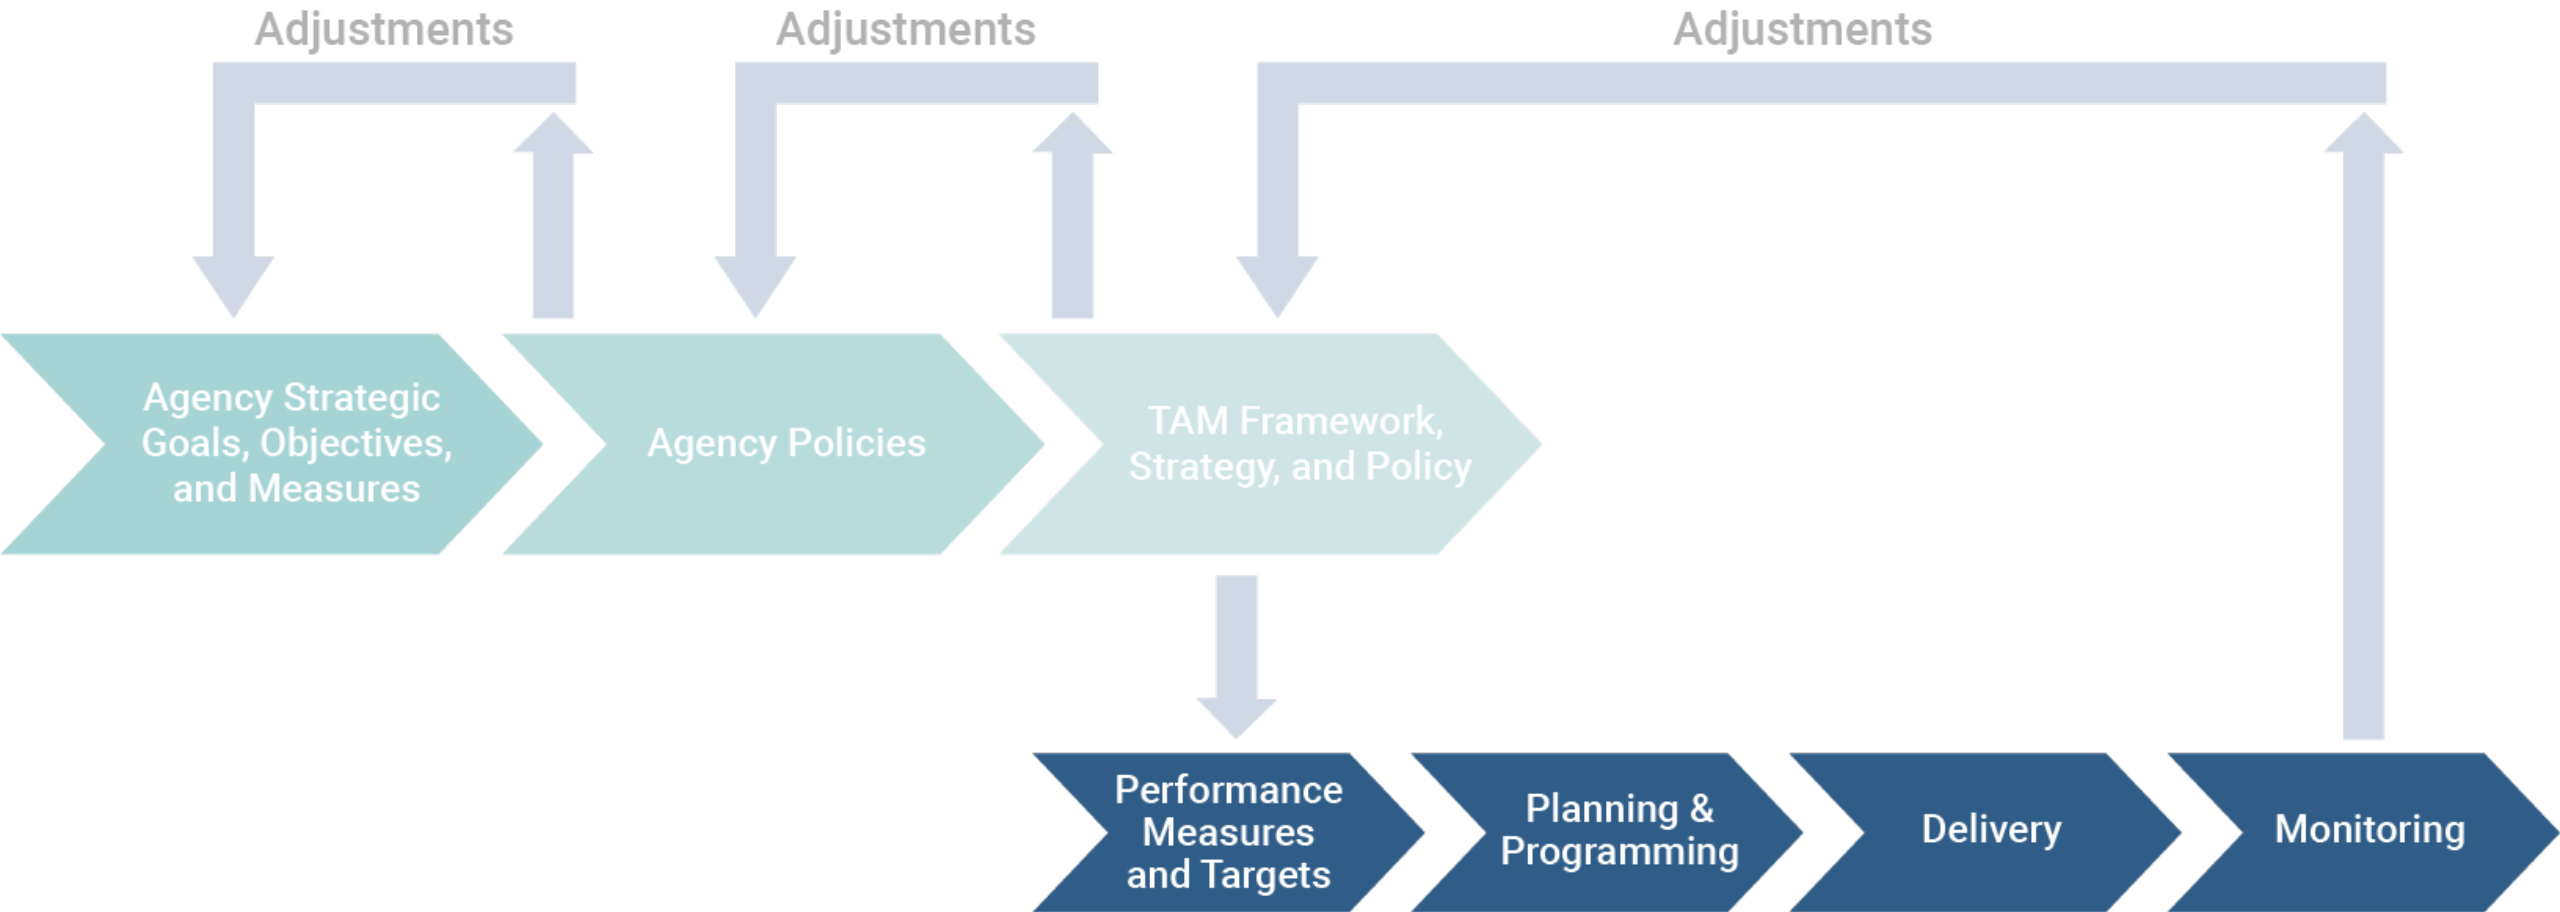 Adjustments
Adjustments
Adjustments
Agency Strategic
Goals, Objectives,
and Measures
Agency Policies
TAM Framework,
Strategy, and Policy
Performance
Measures
and Targets
Planning &
Programming
Delivery
Monitoring